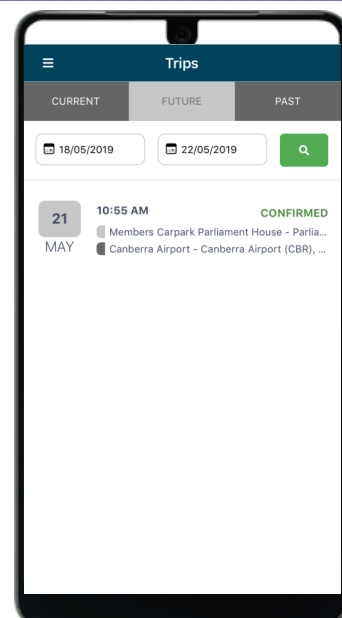 Trips
CURRENT FUTURE PAST
18/05/2019 22/05/2019
21 10:55 AM CONFIRMED
MAY Members Carpark Parliament House - Parlia...
Canberra Airport - Canberra Airport (CBR), ...